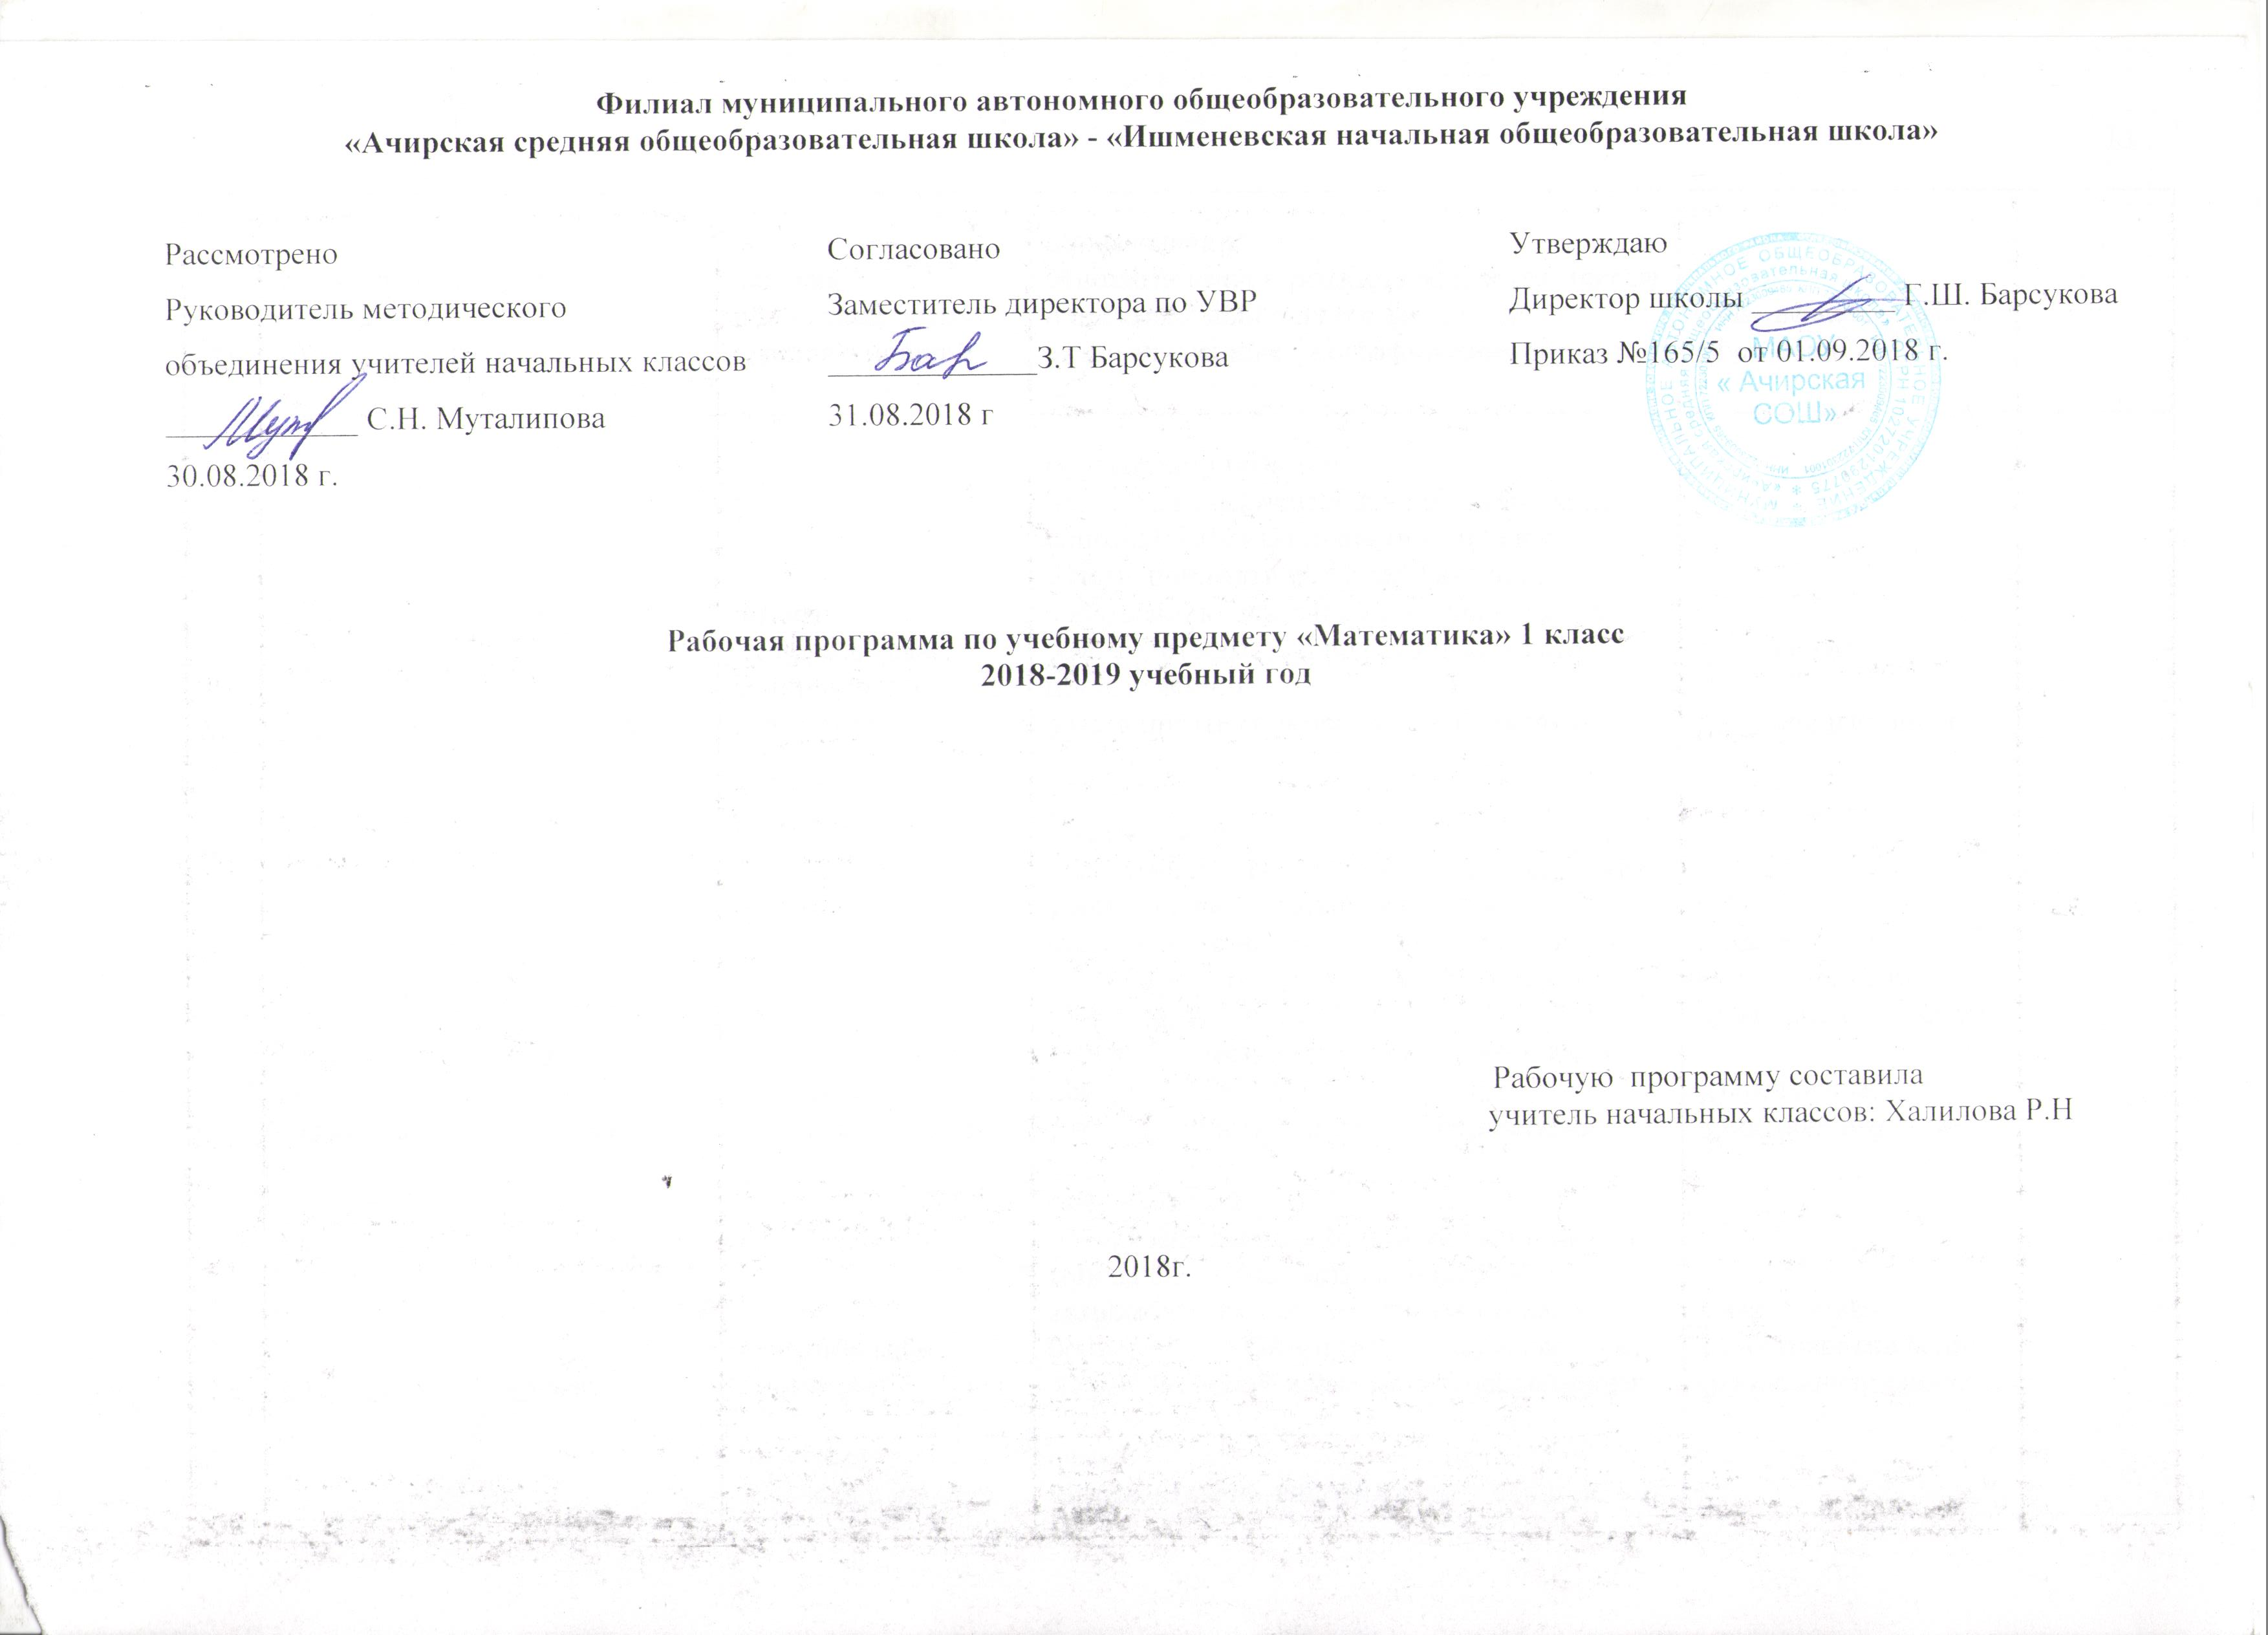 Филиал муниципального автономного общеобразовательного учреждения
«Ачирская средняя общеобразовательная школа» - «Ишменевская начальная общеобразовательная школа»
Рассмотрено
Руководитель методического
объединения учителей начальных классов
С.Н. Муталипова
30.08.2018 г.
Согласовано
Заместитель директора по УВР
Бар З.Т Барсукова
31.08.2018 г
Утверждаю
Директор школы Г.Ш. Барсукова
Приказ №165/5 от 01.09.2018 г.
МАОУ
« Ачирская
СОШ»
Рабочая программа по учебному предмету «Математика» 1 класс
2018-2019 учебный год
Рабочую программу составила
учитель начальных классов: Халилова Р.Н
2018г.